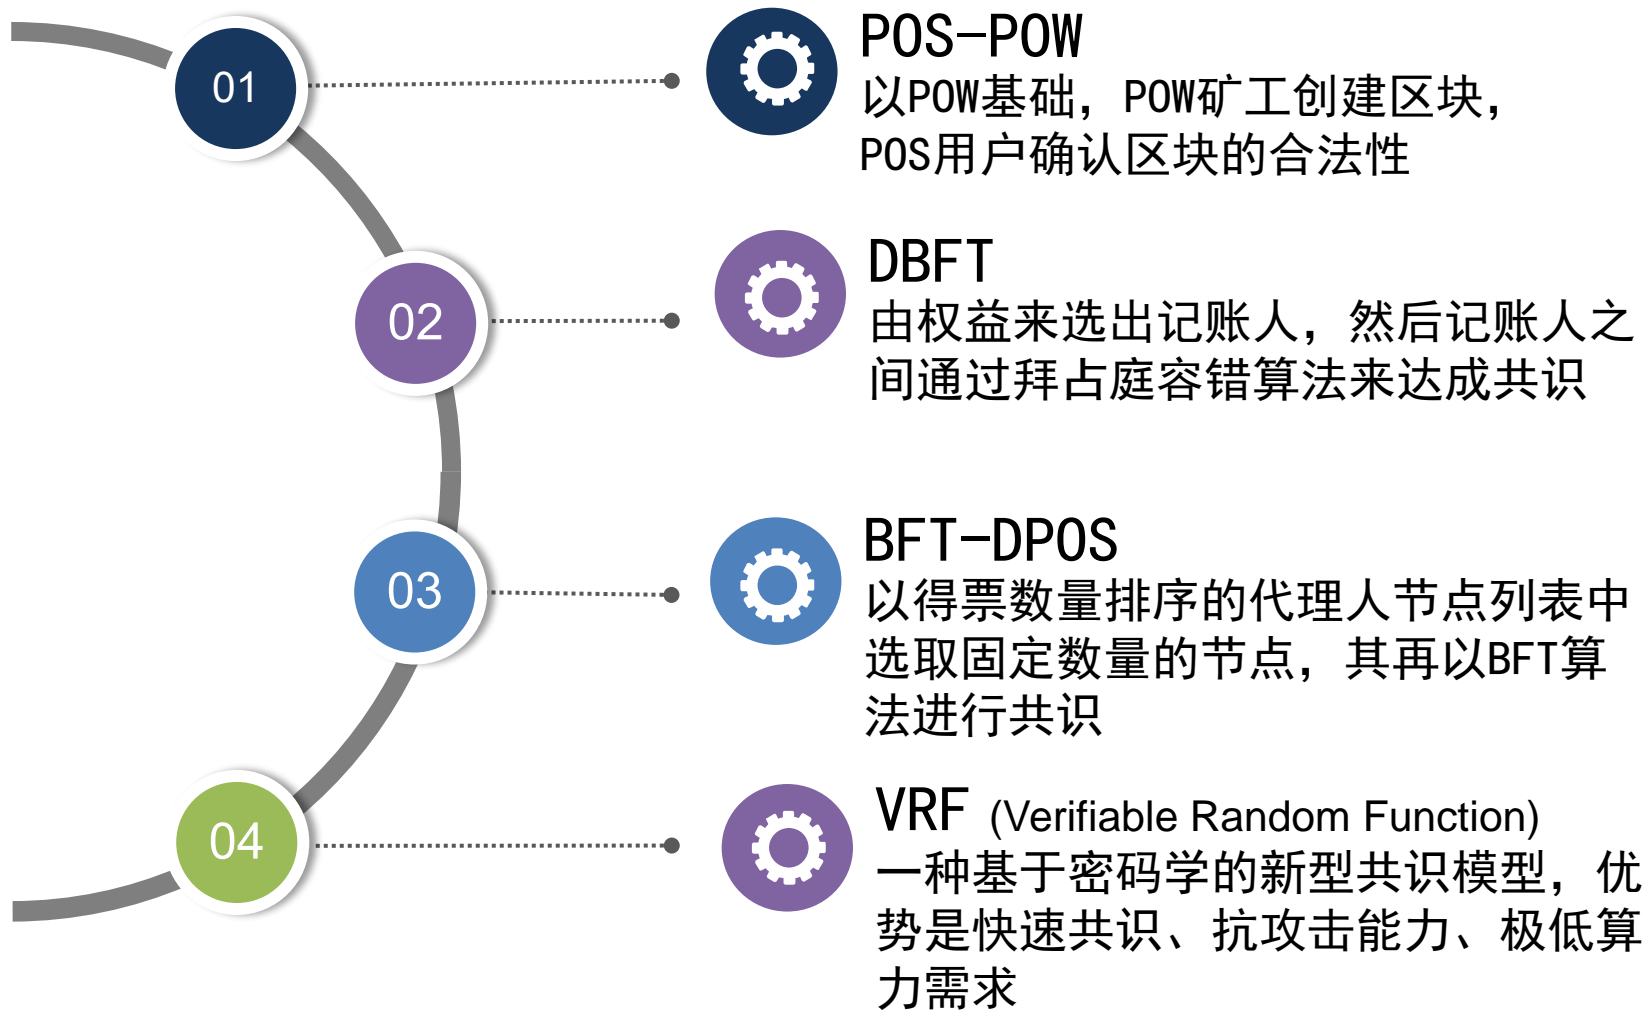 01
POS-POW
以POW基础，POW矿工创建区块，
POS用户确认区块的合法性
02
DBFT
由权益来选出记账人，然后记账人之
间通过拜占庭容错算法来达成共识
03
BFT-DPOS
以得票数量排序的代理人节点列表中
选取固定数量的节点，其再以BFT算
法进行共识
04
VRF (Verifiable Random Function)
一种基于密码学的新型共识模型，优
势是快速共识、抗攻击能力、极低算
力需求